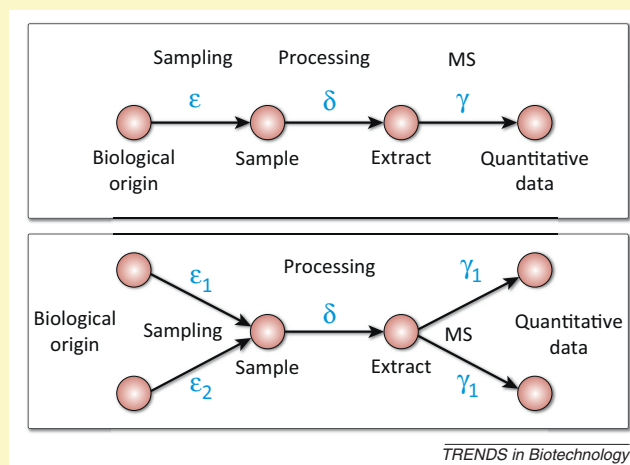 Sampling Processing MS
ε δ γ
Biological origin Sample Extract Quantitative data
Processing
ε1 γ1
δ
Biological origin Sampling MS Quantitative data
Sample Extract
ε2 γ1
TRENDS in Biotechnology